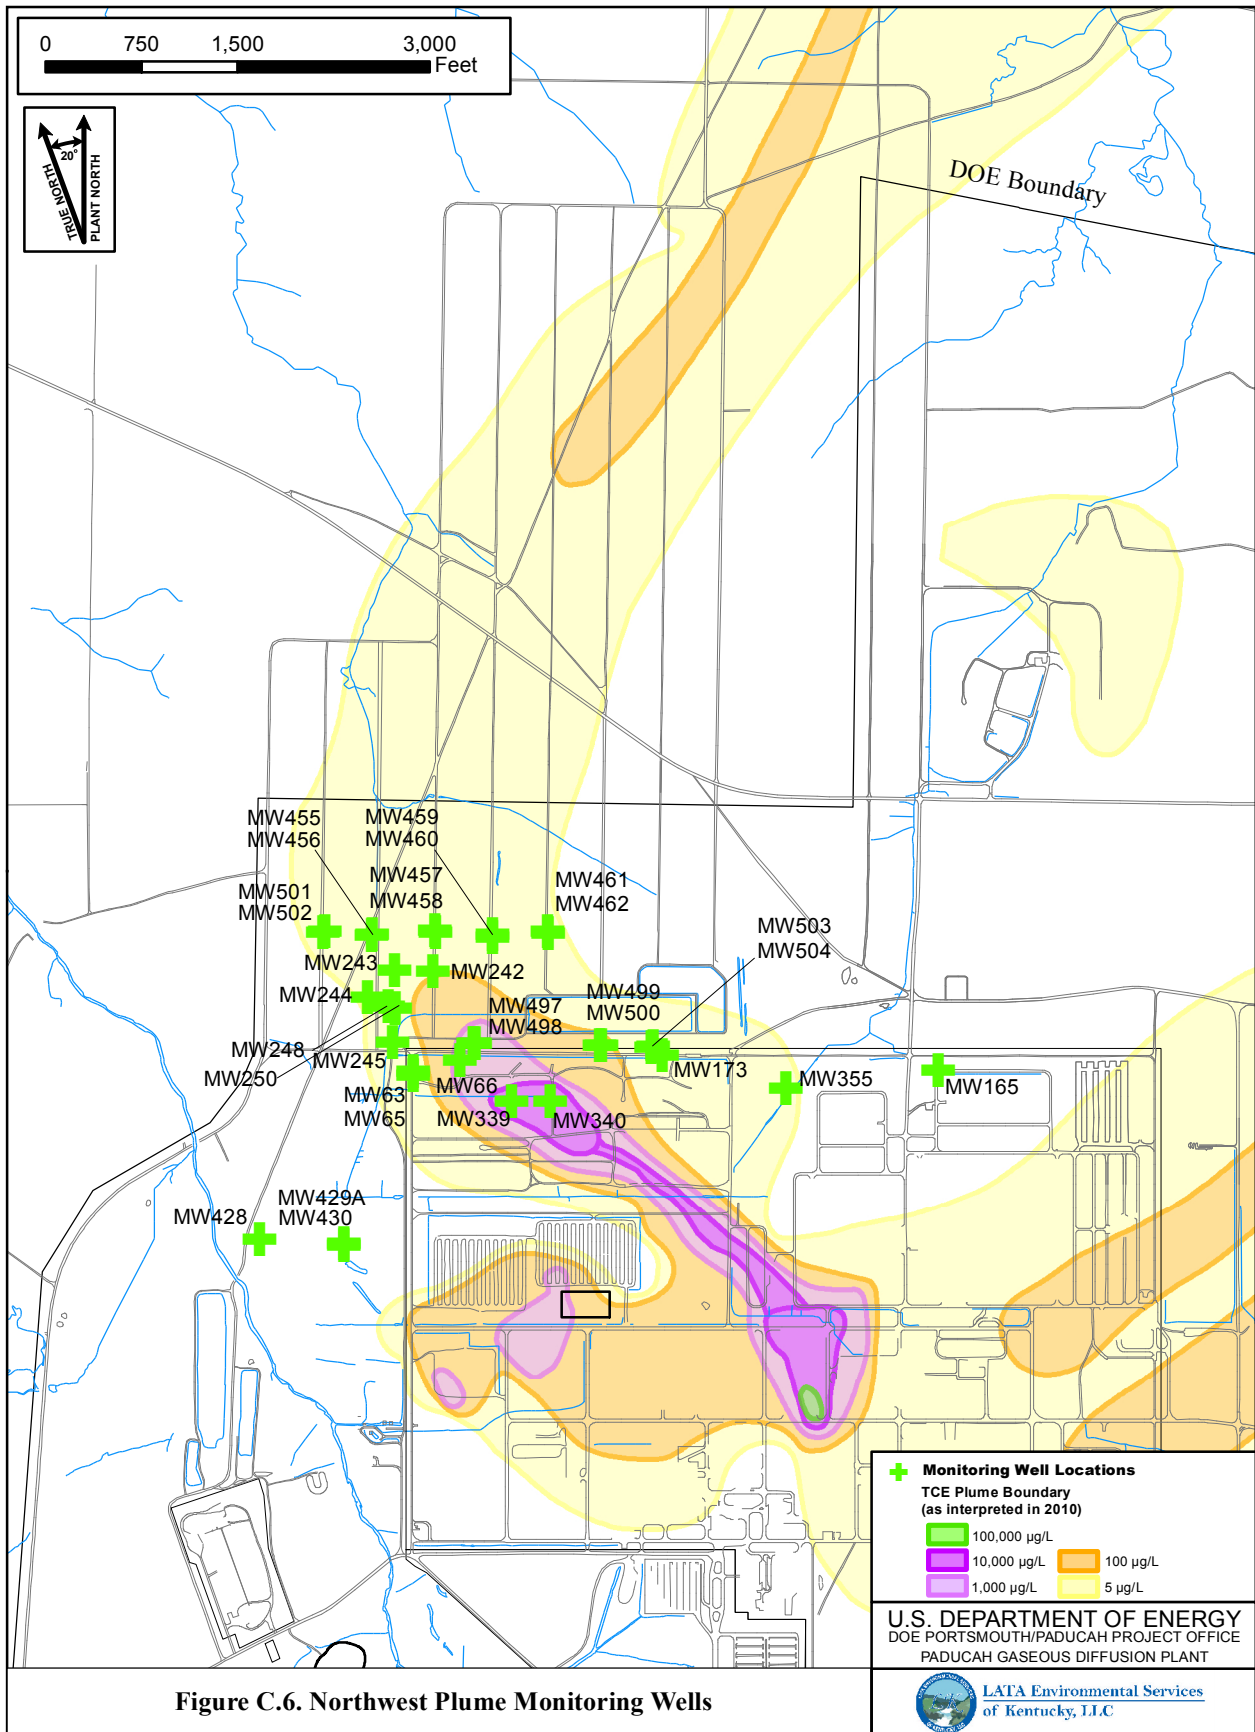 0 750 1,500 3,000
Feet
20°
TRUE NORTH
PLANT NORTH
DOE Boundary
MW455
MW456
MW459
MW460
MW457
MW458
MW461
MW462
MW501
MW502
MW503
MW504
MW243
MW242
MW244
MW497
MW498
MW499
MW500
MW248
MW245
MW250
MW173
MW63
MW65
MW66
MW339
MW340
MW355
MW165
MW429A
MW430
MW428
Monitoring Well Locations
TCE Plume Boundary
(as interpreted in 2010)
100,000 µg/L
10,000 µg/L
100 µg/L
1,000 µg/L
5 µg/L
U.S. DEPARTMENT OF ENERGY
DOE PORTSMOUTH/PADUCAH PROJECT OFFICE
PADUCAH GASEOUS DIFFUSION PLANT
Figure C.6. Northwest Plume Monitoring Wells
LATA Environmental Services
of Kentucky, LLC